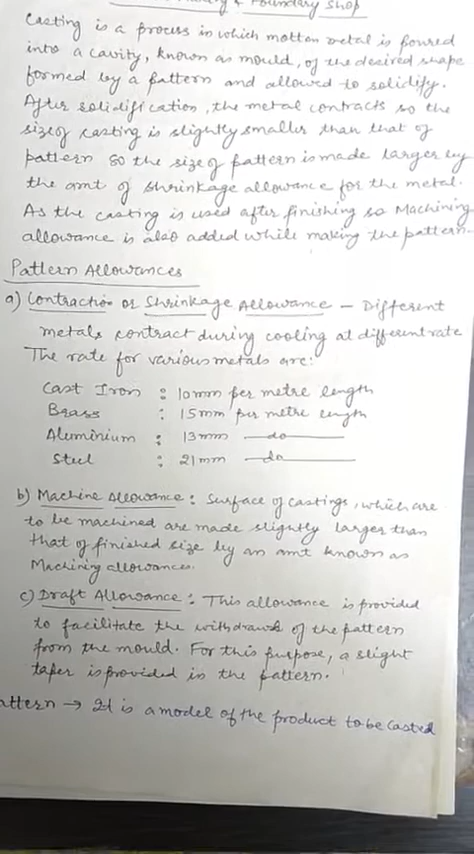 & Foundry Shop
Casting is a process in which molten metal is poured
into a cavity, known as mould, of the desired shape
formed by a pattern and allowed to solidify.
After solidification, the metal contracts so the
size of casting is slightly smaller than that of
pattern so the size of pattern is made larger by
the amt of shrinkage allowance for the metal.
As the casting is used after finishing so Machining
allowance is also added while making the pattern.
Pattern Allowances
a) Contraction or Shrinkage Allowance – Different
metals contract during cooling at different rate
The rate for various metals are:
Cast Iron : 10mm per metre length
Brass : 15mm per metre length
Aluminium : 13mm —do—
Steel : 21mm —do—
b) Machine Allowance : Surface of castings, which are
to be machined are made slightly larger than
that of finished size by an amt known as
Machining allowances.
c) Draft Allowance : This allowance is provided
to facilitate the withdrawal of the pattern
from the mould. For this purpose, a slight
taper is provided in the pattern.
attern → It is a model of the product to be casted